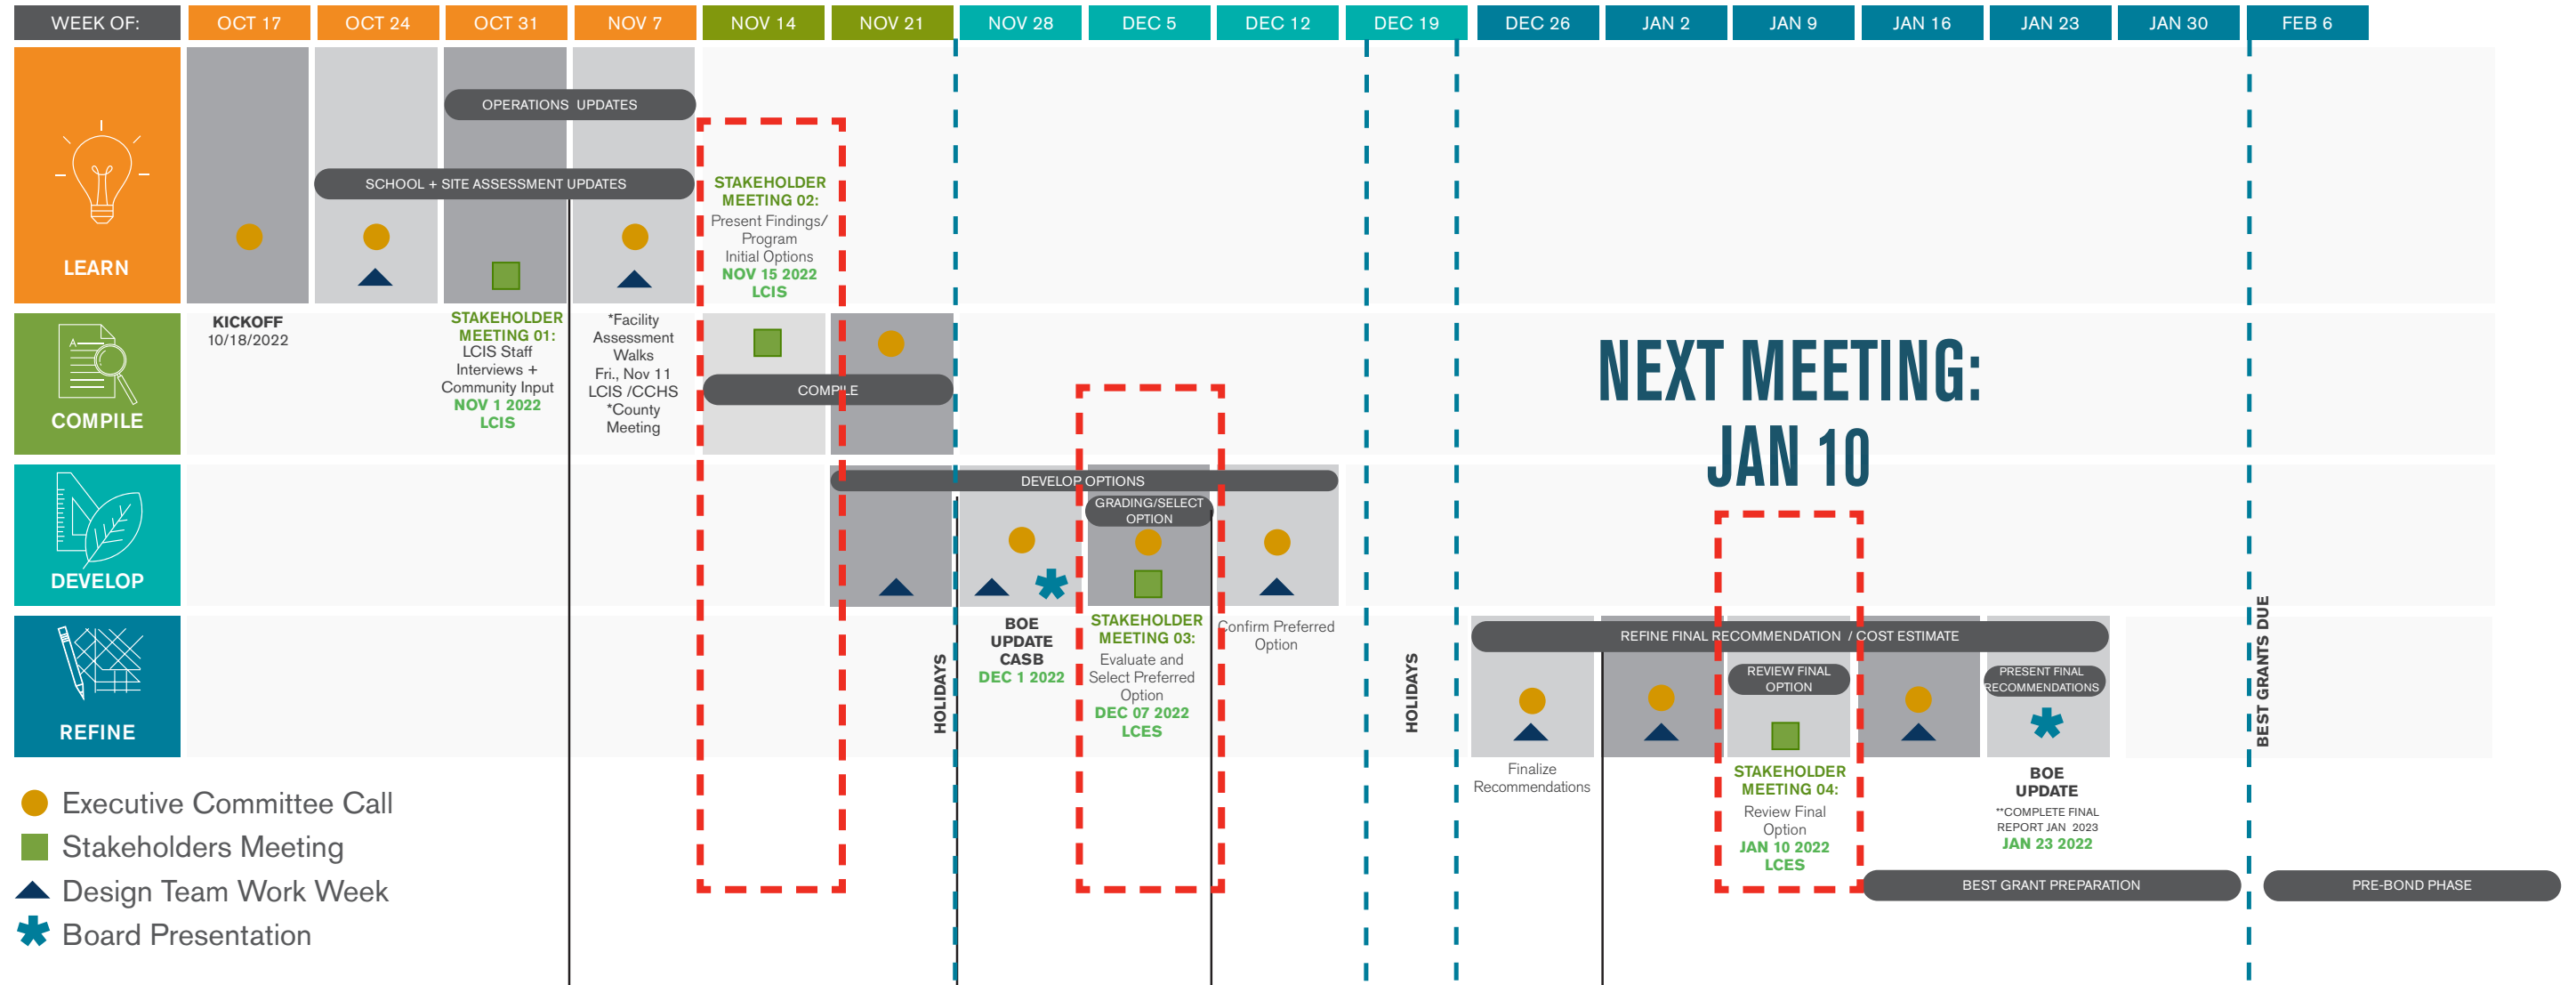 WEEK OF:
OCT 17
OCT 24
OCT 31
NOV 7
NOV 14
NOV 21
NOV 28
DEC 5
DEC 12
DEC 19
DEC 26
JAN 2
JAN 9
JAN 16
JAN 23
JAN 30
FEB 6
LEARN
OPERATIONS UPDATES
SCHOOL + SITE ASSESSMENT UPDATES
STAKEHOLDER
MEETING 02:
Present Findings/
Program
Initial Options
NOV 15 2022
LCIS
COMPILE
KICKOFF
10/18/2022
STAKEHOLDER
MEETING 01:
LCIS Staff
Interviews +
Community Input
NOV 1 2022
LCIS
*Facility
Assessment
Walks
Fri., Nov 11
LCIS /CCHS
*County
Meeting
COMPILE
NEXT MEETING:
JAN 10
DEVELOP
DEVELOP OPTIONS
GRADING/SELECT
OPTION
REFINE
HOLIDAYS
BOE
UPDATE
CASB
DEC 1 2022
STAKEHOLDER
MEETING 03:
Evaluate and
Select Preferred
Option
DEC 07 2022
LCES
Confirm Preferred
Option
HOLIDAYS
REFINE FINAL RECOMMENDATION / COST ESTIMATE
REVIEW FINAL
OPTION
PRESENT FINAL
RECOMMENDATIONS
BEST GRANTS DUE
Finalize
Recommendations
STAKEHOLDER
MEETING 04:
Review Final
Option
JAN 10 2022
LCES
BOE
UPDATE
**COMPLETE FINAL
REPORT JAN 2023
JAN 23 2022
BEST GRANT PREPARATION
PRE-BOND PHASE
Executive Committee Call
Stakeholders Meeting
Design Team Work Week
Board Presentation